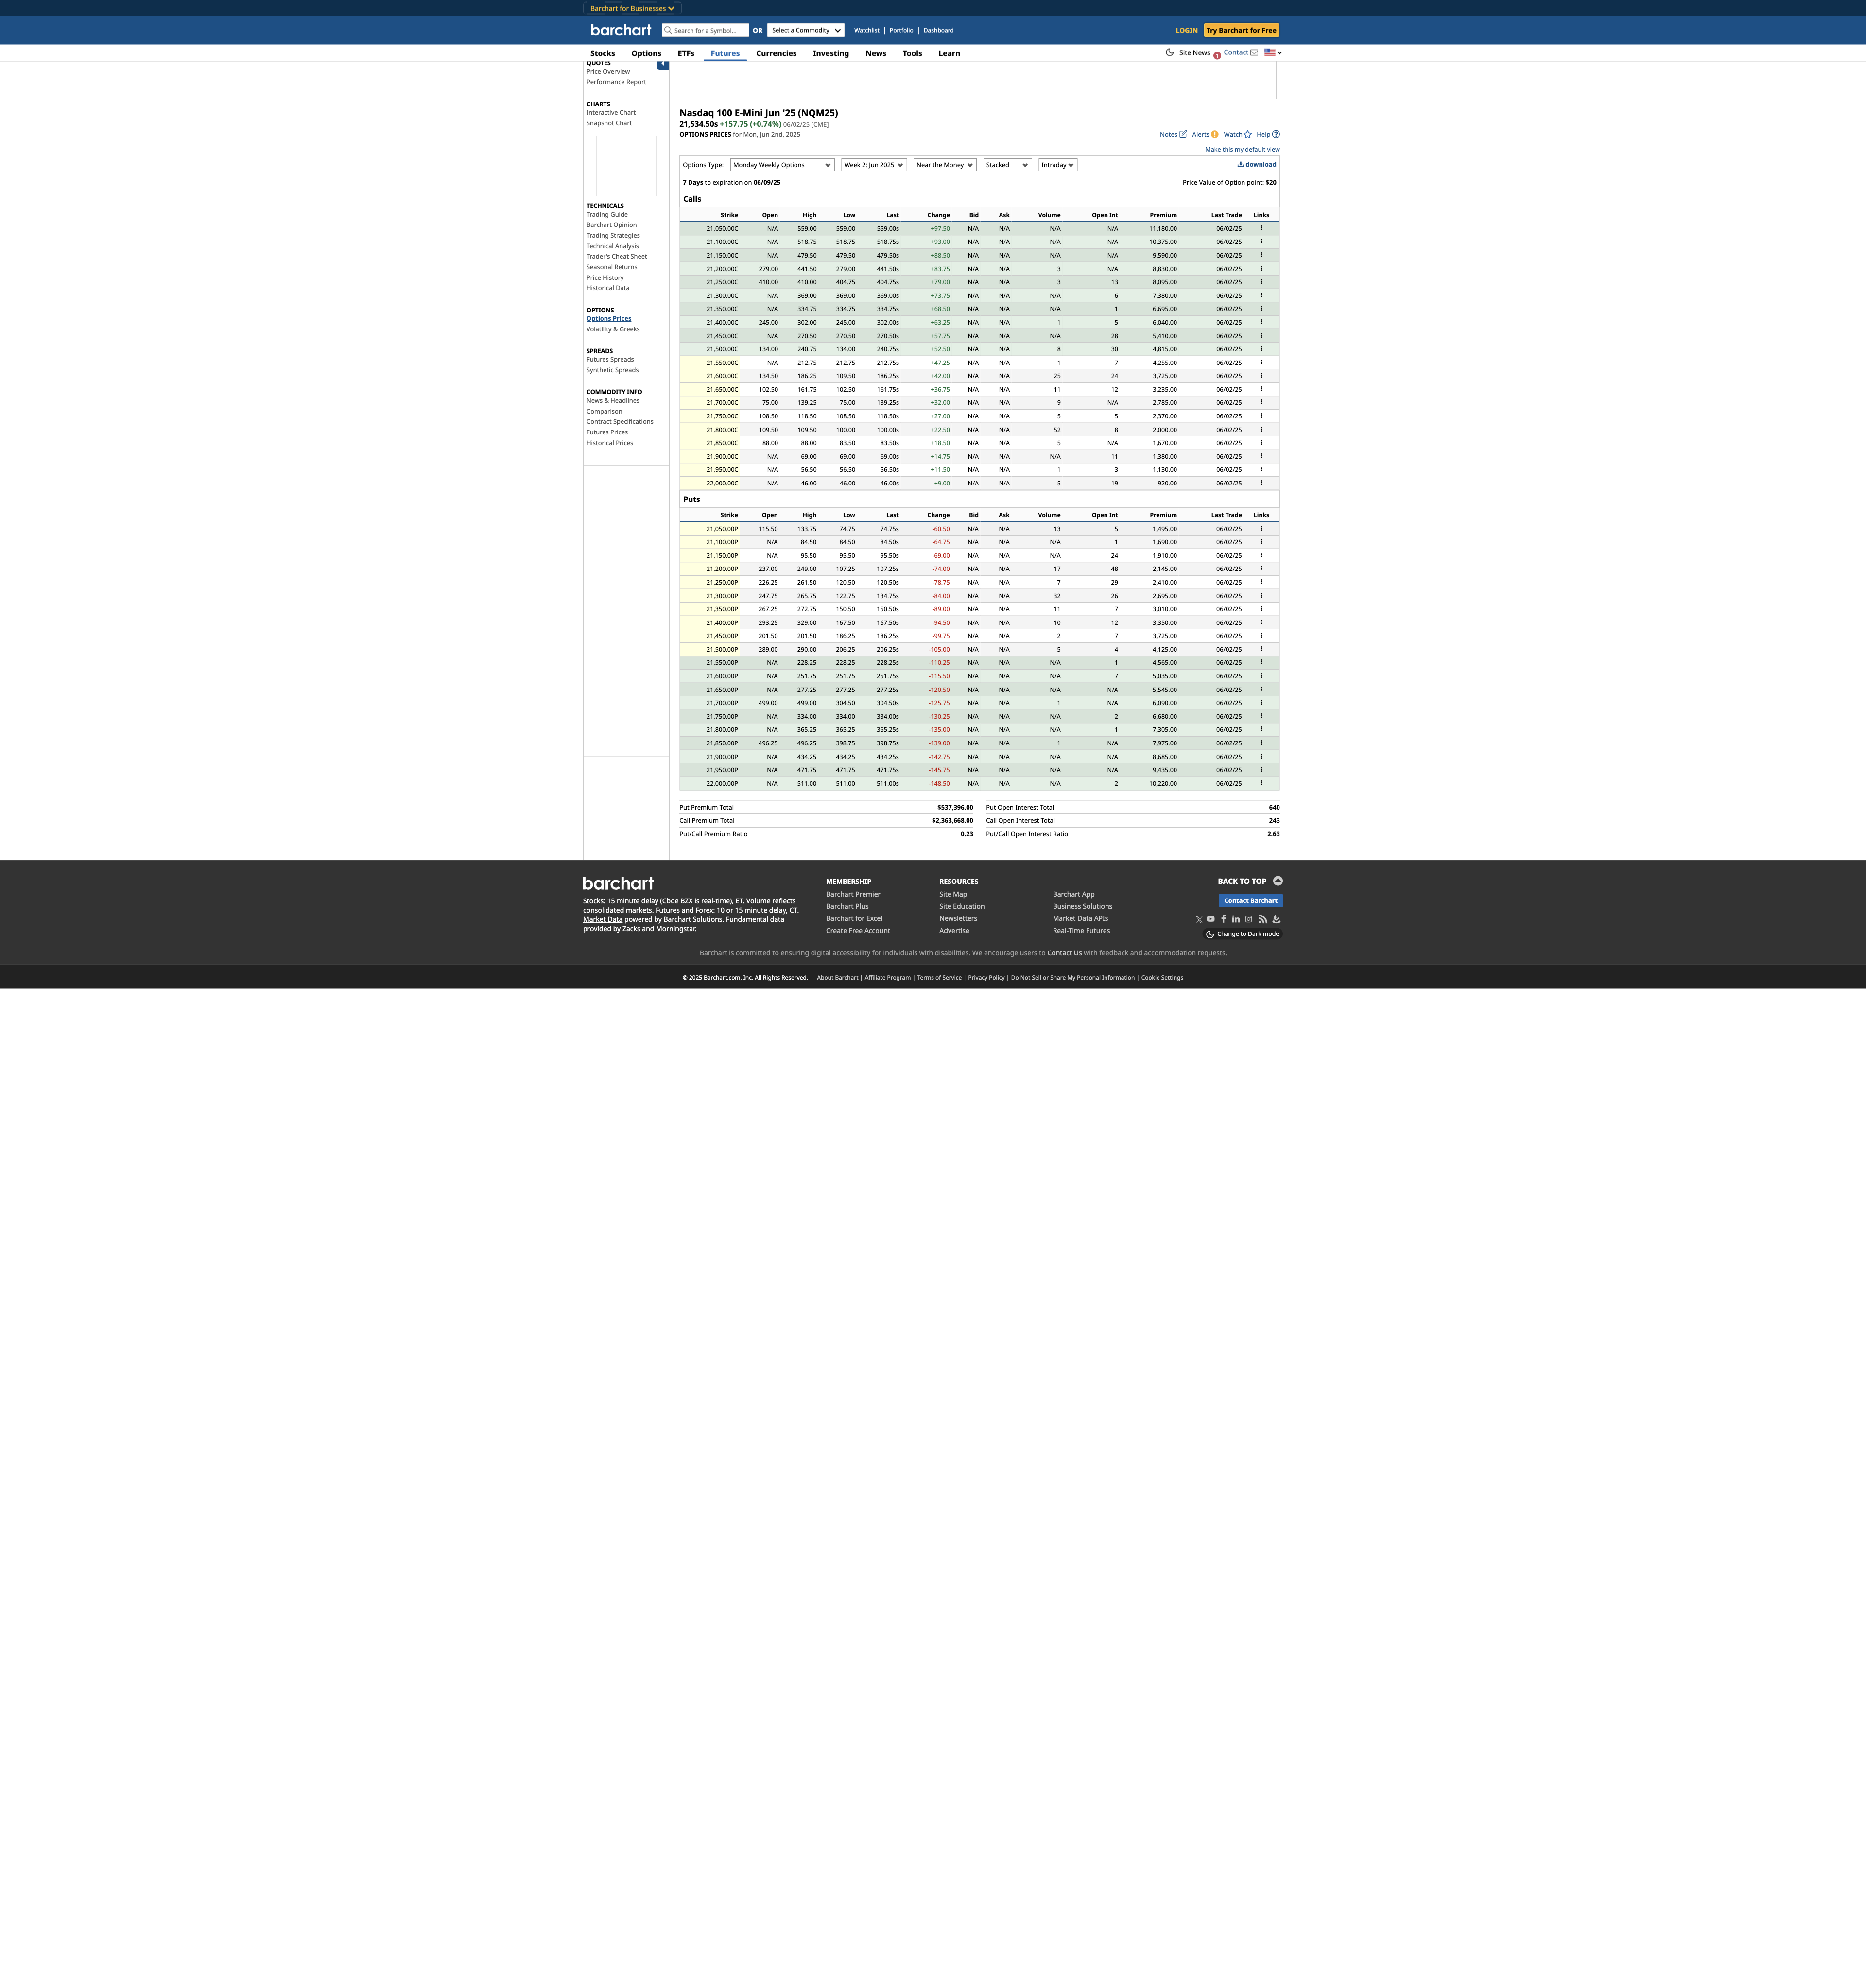 Barchart for Businesses
barchart Search for a Symbol... OR Select a Commodity Watchlist | Portfolio | Dashboard LOGIN Try Barchart for Free
Stocks Options ETFs Futures Currencies Investing News Tools Learn Site News Contact
QUOTES
Price Overview
Performance Report
CHARTS
Interactive Chart
Snapshot Chart
TECHNICALS
Trading Guide
Barchart Opinion
Trading Strategies
Technical Analysis
Trader's Cheat Sheet
Seasonal Returns
Price History
Historical Data
OPTIONS
Options Prices
Volatility & Greeks
SPREADS
Futures Spreads
Synthetic Spreads
COMMODITY INFO
News & Headlines
Comparison
Contract Specifications
Futures Prices
Historical Prices
Nasdaq 100 E-Mini Jun '25 (NQM25)
21,534.50s +157.75 (+0.74%) 06/02/25 [CME]
OPTIONS PRICES for Mon, Jun 2nd, 2025 Notes Alerts Watch Help
Make this my default view
Options Type: Monday Weekly Options Week 2: Jun 2025 Near the Money Stacked Intraday download
7 Days to expiration on 06/09/25 Price Value of Option point: $20
Calls
Strike Open High Low Last Change Bid Ask Volume Open Int Premium Last Trade Links
21,050.00C N/A 559.00 559.00 559.00s +97.50 N/A N/A N/A N/A 11,180.00 06/02/25
21,100.00C N/A 518.75 518.75 518.75s +93.00 N/A N/A N/A N/A 10,375.00 06/02/25
21,150.00C N/A 479.50 479.50 479.50s +88.50 N/A N/A N/A N/A 9,590.00 06/02/25
21,200.00C 279.00 441.50 279.00 441.50s +83.75 N/A N/A 3 N/A 8,830.00 06/02/25
21,250.00C 410.00 410.00 404.75 404.75s +79.00 N/A N/A 3 13 8,095.00 06/02/25
21,300.00C N/A 369.00 369.00 369.00s +73.75 N/A N/A N/A 6 7,380.00 06/02/25
21,350.00C N/A 334.75 334.75 334.75s +68.50 N/A N/A N/A 1 6,695.00 06/02/25
21,400.00C 245.00 302.00 245.00 302.00s +63.25 N/A N/A 1 5 6,040.00 06/02/25
21,450.00C N/A 270.50 270.50 270.50s +57.75 N/A N/A N/A 28 5,410.00 06/02/25
21,500.00C 134.00 240.75 134.00 240.75s +52.50 N/A N/A 8 30 4,815.00 06/02/25
21,550.00C N/A 212.75 212.75 212.75s +47.25 N/A N/A 1 7 4,255.00 06/02/25
21,600.00C 134.50 186.25 109.50 186.25s +42.00 N/A N/A 25 24 3,725.00 06/02/25
21,650.00C 102.50 161.75 102.50 161.75s +36.75 N/A N/A 11 12 3,235.00 06/02/25
21,700.00C 75.00 139.25 75.00 139.25s +32.00 N/A N/A 9 N/A 2,785.00 06/02/25
21,750.00C 108.50 118.50 108.50 118.50s +27.00 N/A N/A 5 5 2,370.00 06/02/25
21,800.00C 109.50 109.50 100.00 100.00s +22.50 N/A N/A 52 8 2,000.00 06/02/25
21,850.00C 88.00 88.00 83.50 83.50s +18.50 N/A N/A 5 N/A 1,670.00 06/02/25
21,900.00C N/A 69.00 69.00 69.00s +14.75 N/A N/A N/A 11 1,380.00 06/02/25
21,950.00C N/A 56.50 56.50 56.50s +11.50 N/A N/A 1 3 1,130.00 06/02/25
22,000.00C N/A 46.00 46.00 46.00s +9.00 N/A N/A 5 19 920.00 06/02/25
Puts
Strike Open High Low Last Change Bid Ask Volume Open Int Premium Last Trade Links
21,050.00P 115.50 133.75 74.75 74.75s -60.50 N/A N/A 13 5 1,495.00 06/02/25
21,100.00P N/A 84.50 84.50 84.50s -64.75 N/A N/A N/A 1 1,690.00 06/02/25
21,150.00P N/A 95.50 95.50 95.50s -69.00 N/A N/A N/A 24 1,910.00 06/02/25
21,200.00P 237.00 249.00 107.25 107.25s -74.00 N/A N/A 17 48 2,145.00 06/02/25
21,250.00P 226.25 261.50 120.50 120.50s -78.75 N/A N/A 7 29 2,410.00 06/02/25
21,300.00P 247.75 265.75 122.75 134.75s -84.00 N/A N/A 32 26 2,695.00 06/02/25
21,350.00P 267.25 272.75 150.50 150.50s -89.00 N/A N/A 11 7 3,010.00 06/02/25
21,400.00P 293.25 329.00 167.50 167.50s -94.50 N/A N/A 10 12 3,350.00 06/02/25
21,450.00P 201.50 201.50 186.25 186.25s -99.75 N/A N/A 2 7 3,725.00 06/02/25
21,500.00P 289.00 290.00 206.25 206.25s -105.00 N/A N/A 5 4 4,125.00 06/02/25
21,550.00P N/A 228.25 228.25 228.25s -110.25 N/A N/A N/A 1 4,565.00 06/02/25
21,600.00P N/A 251.75 251.75 251.75s -115.50 N/A N/A N/A 7 5,035.00 06/02/25
21,650.00P N/A 277.25 277.25 277.25s -120.50 N/A N/A N/A N/A 5,545.00 06/02/25
21,700.00P 499.00 499.00 304.50 304.50s -125.75 N/A N/A 1 N/A 6,090.00 06/02/25
21,750.00P N/A 334.00 334.00 334.00s -130.25 N/A N/A N/A 2 6,680.00 06/02/25
21,800.00P N/A 365.25 365.25 365.25s -135.00 N/A N/A N/A 1 7,305.00 06/02/25
21,850.00P 496.25 496.25 398.75 398.75s -139.00 N/A N/A 1 N/A 7,975.00 06/02/25
21,900.00P N/A 434.25 434.25 434.25s -142.75 N/A N/A N/A N/A 8,685.00 06/02/25
21,950.00P N/A 471.75 471.75 471.75s -145.75 N/A N/A N/A N/A 9,435.00 06/02/25
22,000.00P N/A 511.00 511.00 511.00s -148.50 N/A N/A N/A 2 10,220.00 06/02/25
Put Premium Total $537,396.00 Put Open Interest Total 640
Call Premium Total $2,363,668.00 Call Open Interest Total 243
Put/Call Premium Ratio 0.23 Put/Call Open Interest Ratio 2.63
barchart
Stocks: 15 minute delay (Cboe BZX is real-time), ET. Volume reflects
consolidated markets. Futures and Forex: 10 or 15 minute delay, CT.
Market Data powered by Barchart Solutions. Fundamental data
provided by Zacks and Morningstar.
MEMBERSHIP
Barchart Premier
Barchart Plus
Barchart for Excel
Create Free Account
RESOURCES
Site Map
Site Education
Newsletters
Advertise
Barchart App
Business Solutions
Market Data APIs
Real-Time Futures
BACK TO TOP
Contact Barchart
Change to Dark mode
Barchart is committed to ensuring digital accessibility for individuals with disabilities. We encourage users to Contact Us with feedback and accommodation requests.
© 2025 Barchart.com, Inc. All Rights Reserved. About Barchart | Affiliate Program | Terms of Service | Privacy Policy | Do Not Sell or Share My Personal Information | Cookie Settings